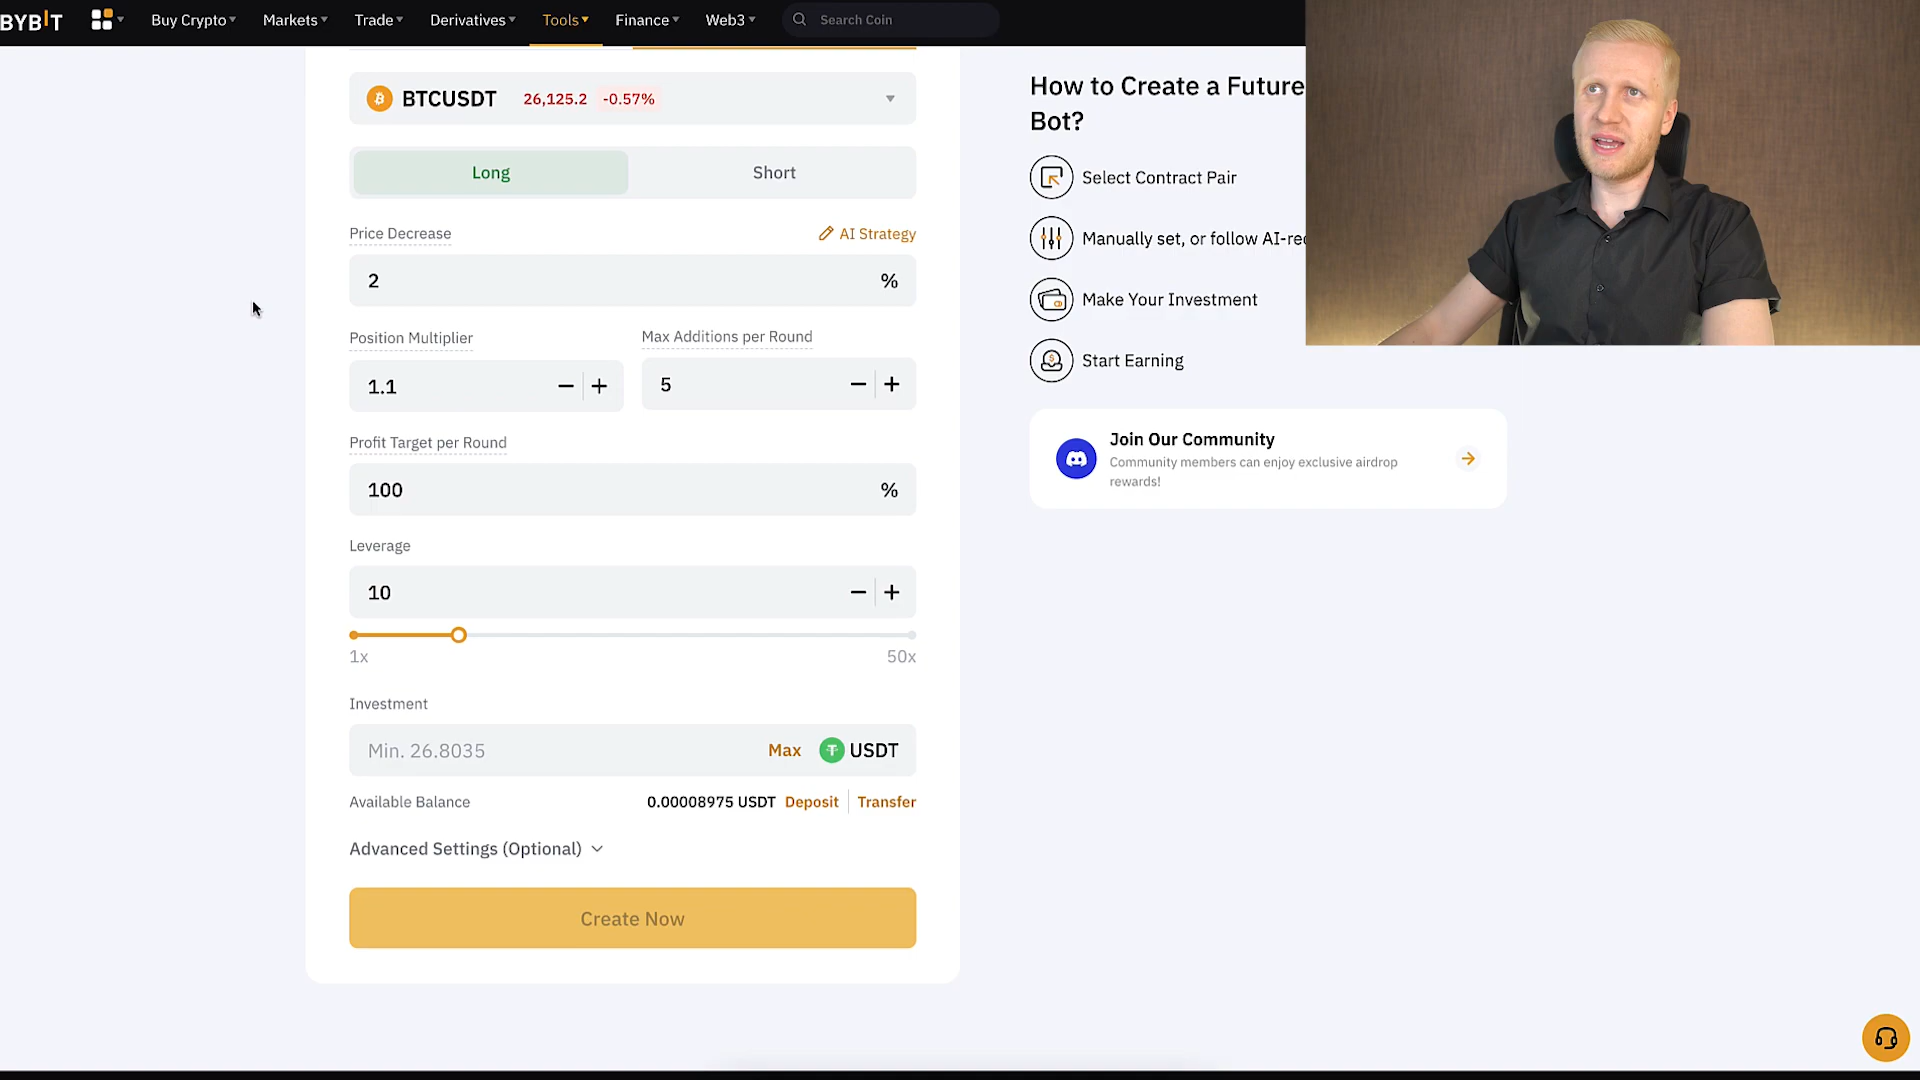 BYBIT
Buy Crypto
Markets
Trade
Derivatives
Tools
Finance
Web3
Search Coin
BTCUSDT 26,125.2 -0.57%
Long
Short
Price Decrease
AI Strategy
2 %
Position Multiplier
Max Additions per Round
1.1 − +
5 − +
Profit Target per Round
100 %
Leverage
10 − +
1x
50x
Investment
Min. 26.8035 Max USDT
Available Balance 0.00008975 USDT Deposit Transfer
Advanced Settings (Optional)
Create Now
How to Create a Future
Bot?
Select Contract Pair
Manually set, or follow AI-rec
Make Your Investment
Start Earning
Join Our Community
Community members can enjoy exclusive airdrop
rewards!